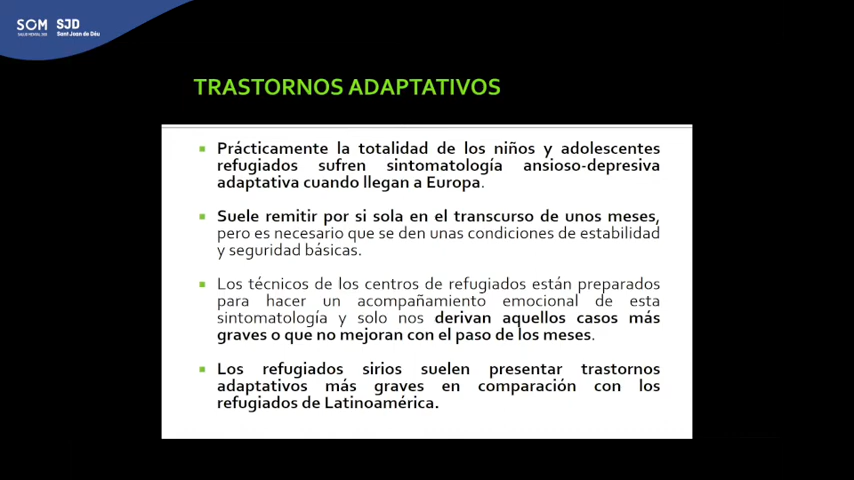 SOM
SALUT MENTAL 360
SJD
Sant Joan de Déu
TRASTORNOS ADAPTATIVOS
Prácticamente la totalidad de los niños y adolescentes
refugiados sufren sintomatología ansioso-depresiva
adaptativa cuando llegan a Europa.
Suele remitir por si sola en el transcurso de unos meses,
pero es necesario que se den unas condiciones de estabilidad
y seguridad básicas.
Los técnicos de los centros de refugiados están preparados
para hacer un acompañamiento emocional de esta
sintomatología y solo nos derivan aquellos casos más
graves o que no mejoran con el paso de los meses.
Los refugiados sirios suelen presentar trastornos
adaptativos más graves en comparación con los
refugiados de Latinoamérica.